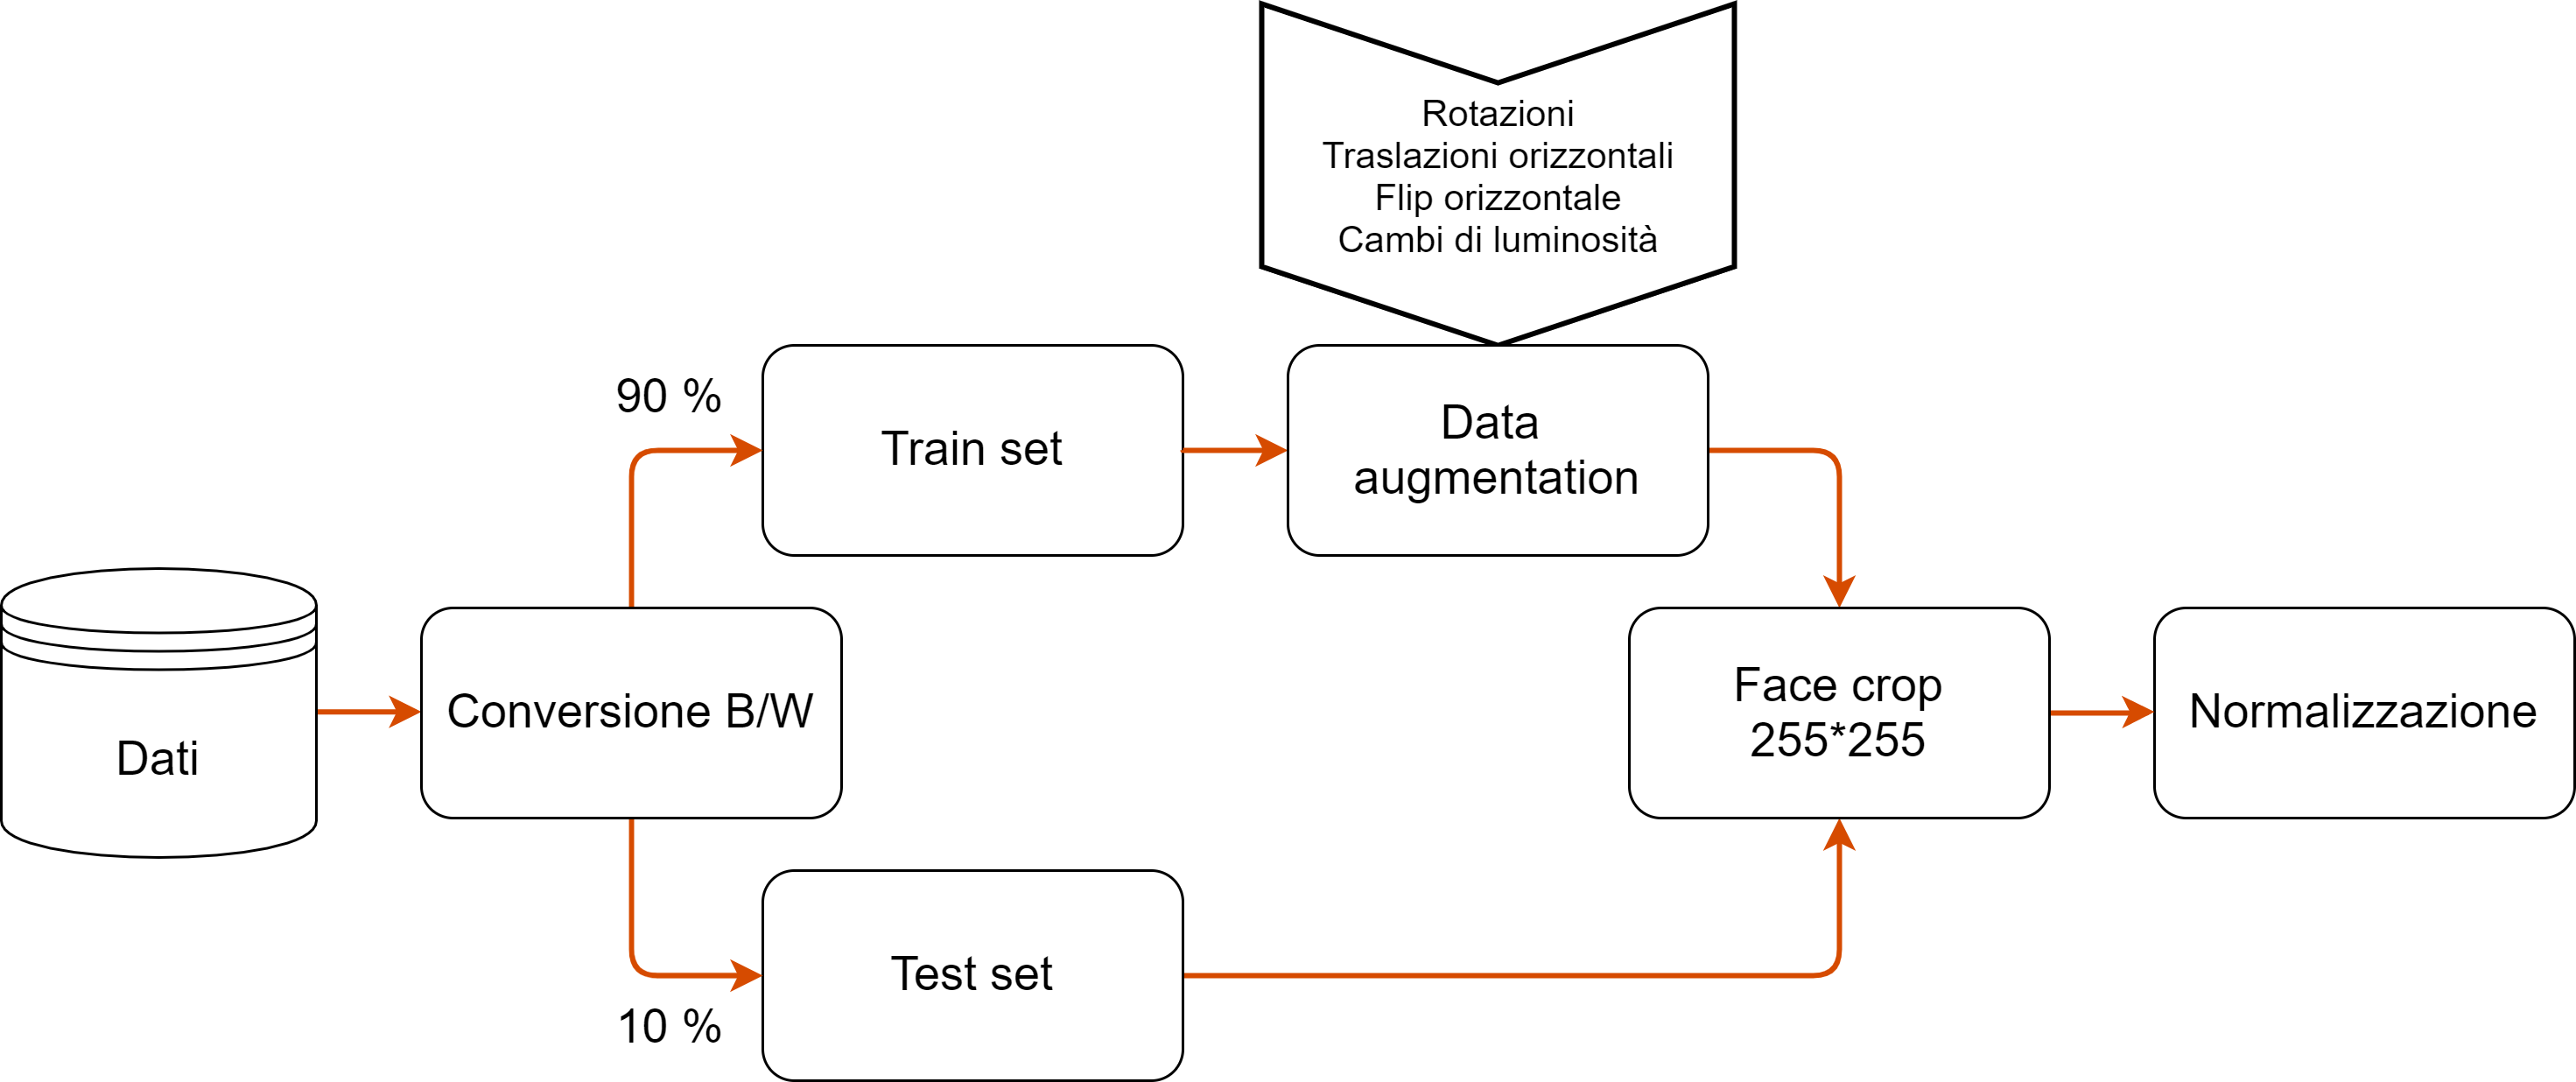 Rotazioni
Traslazioni orizzontali
Flip orizzontale
Cambi di luminosità
90 %
Train set
Data
augmentation
Dati
Conversione B/W
Face crop
255*255
Normalizzazione
Test set
10 %